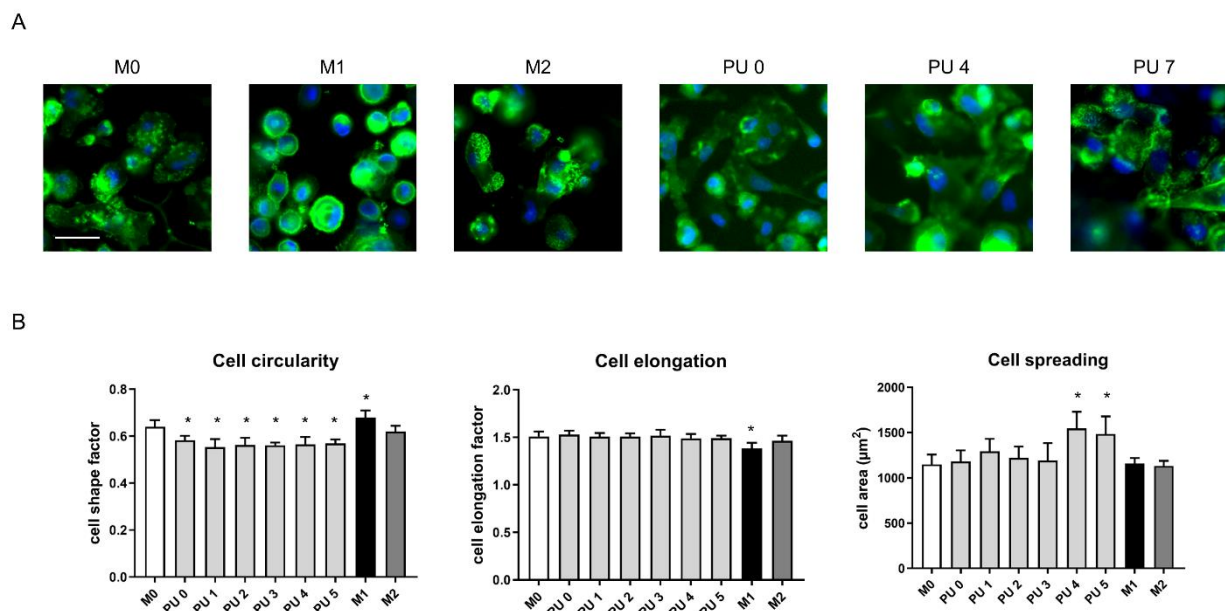 A
M0 M1 M2 PU 0 PU 4 PU 7
B
Cell circularity
cell shape factor
0.8
0.6
0.4
0.2
0.0
* * * * * * *
M0 PU 0 PU 1 PU 2 PU 3 PU 4 PU 5 M1 M2
Cell elongation
cell elongation factor
2.0
1.5
1.0
0.5
0.0
*
M0 PU 0 PU 1 PU 2 PU 3 PU 4 PU 5 M1 M2
Cell spreading
cell area (µm²)
2000
1500
1000
500
0
* *
M0 PU 0 PU 1 PU 2 PU 3 PU 4 PU 5 M1 M2